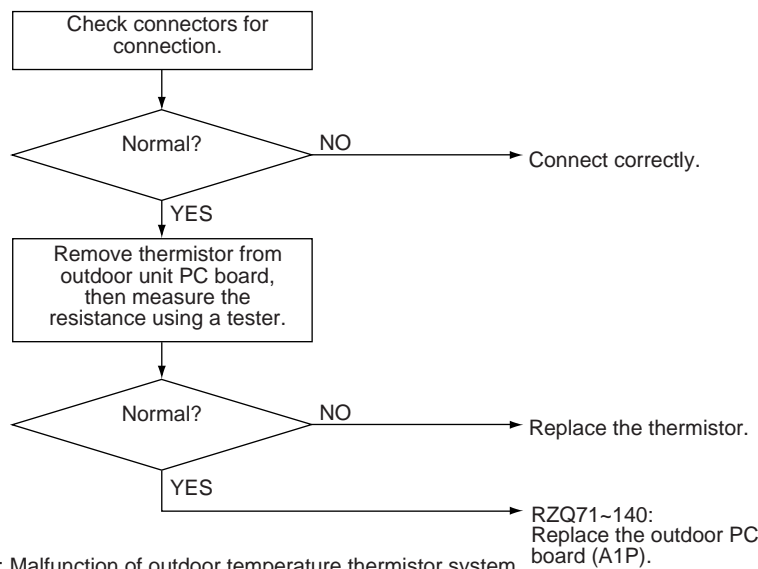 Check connectors for
connection.
Normal?
NO
Connect correctly.
YES
Remove thermistor from
outdoor unit PC board,
then measure the
resistance using a tester.
Normal?
NO
Replace the thermistor.
YES
RZQ71~140:
Replace the outdoor PC
board (A1P).
: Malfunction of outdoor temperature thermistor system